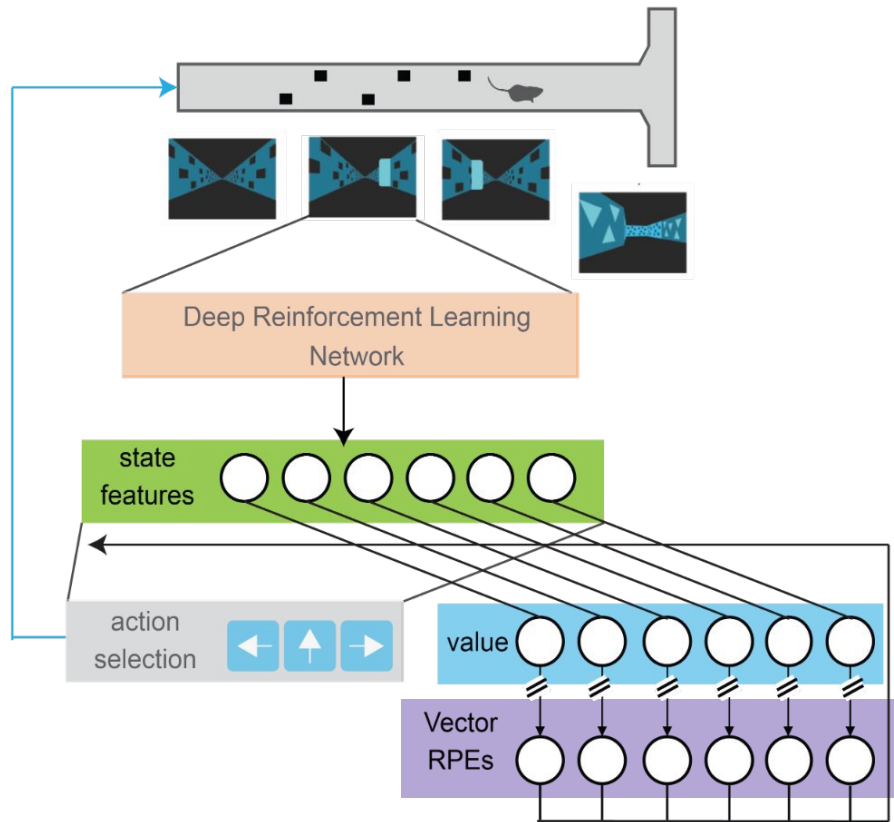 Deep Reinforcement Learning
Network
state
features
action
selection
value
Vector
RPEs